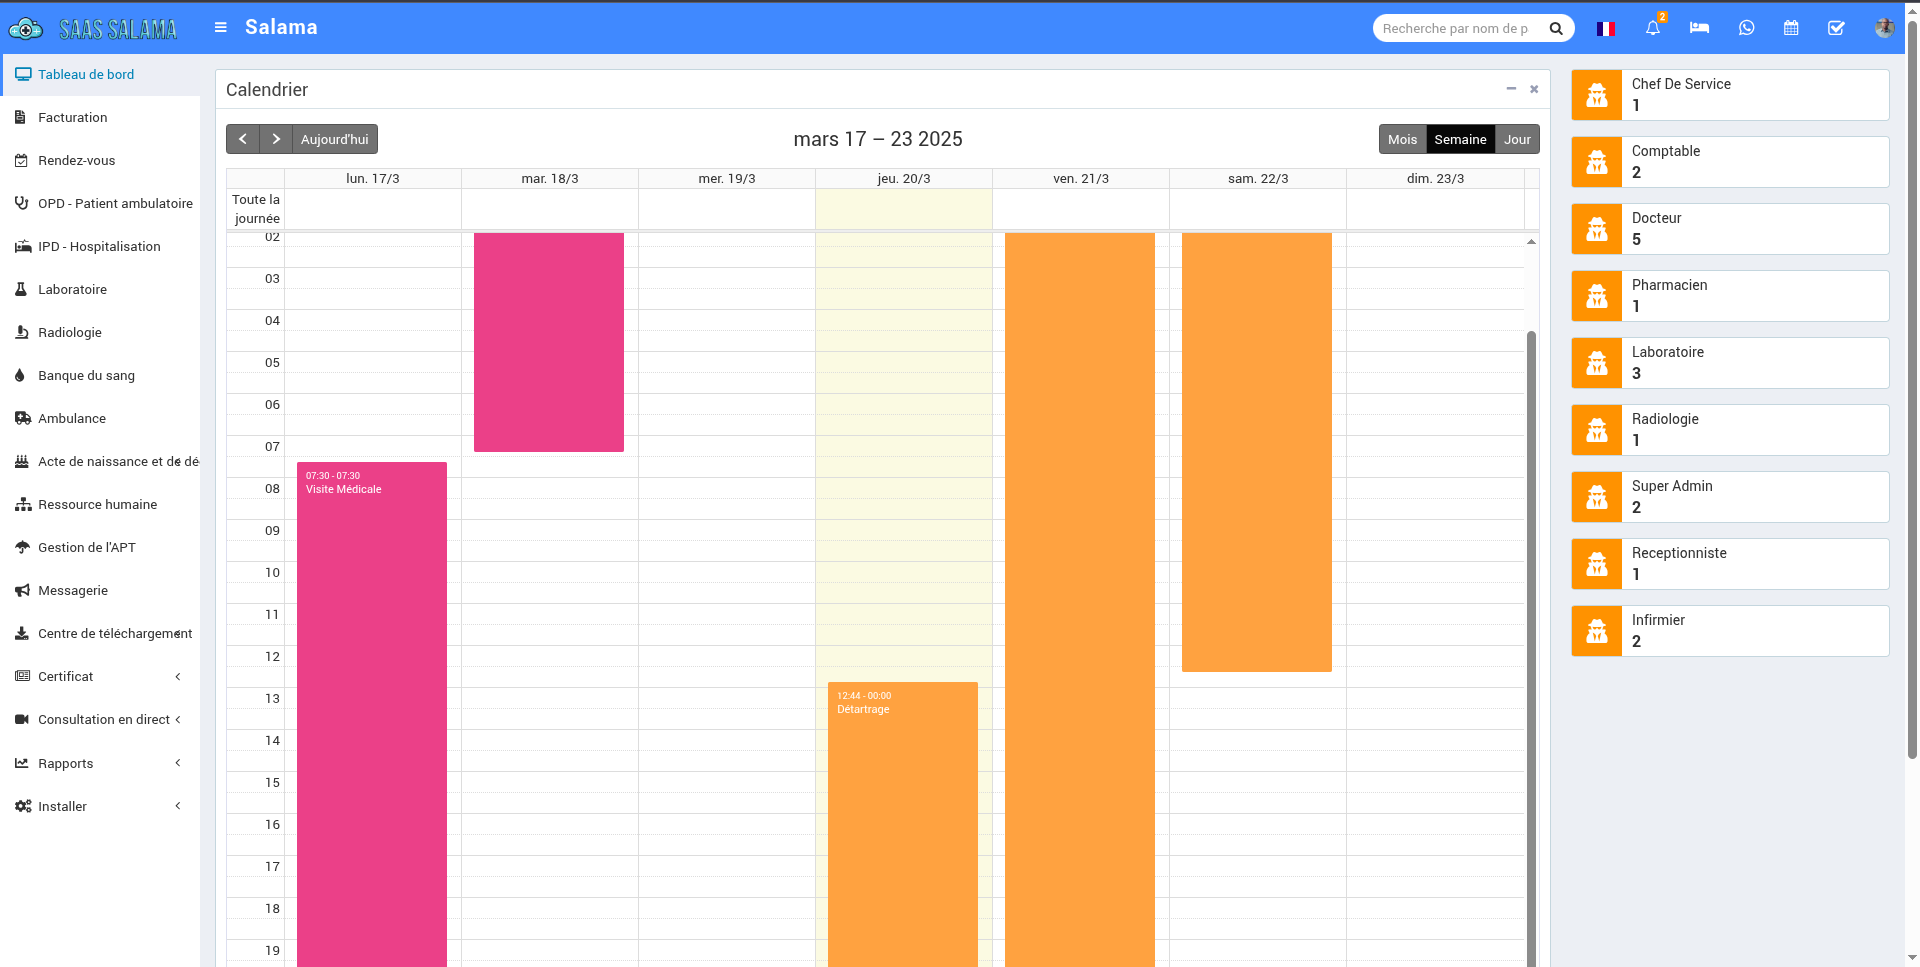 SAAS SALAMA
Salama
Recherche par nom de p
2
Tableau de bord
Facturation
Rendez-vous
OPD - Patient ambulatoire
IPD - Hospitalisation
Laboratoire
Radiologie
Banque du sang
Ambulance
Acte de naissance et de dé
Ressource humaine
Gestion de l'APT
Messagerie
Centre de téléchargement
Certificat
Consultation en direct
Rapports
Installer
Calendrier
Aujourd'hui
mars 17 – 23 2025
Mois Semaine Jour
lun. 17/3 mar. 18/3 mer. 19/3 jeu. 20/3 ven. 21/3 sam. 22/3 dim. 23/3
Toute la
journée
02
03
04
05
06
07
07:30 - 07:30
Visite Médicale
08
09
10
11
12
12:44 - 00:00
Détartrage
13
14
15
16
17
18
19
Chef De Service
1
Comptable
2
Docteur
5
Pharmacien
1
Laboratoire
3
Radiologie
1
Super Admin
2
Receptionniste
1
Infirmier
2